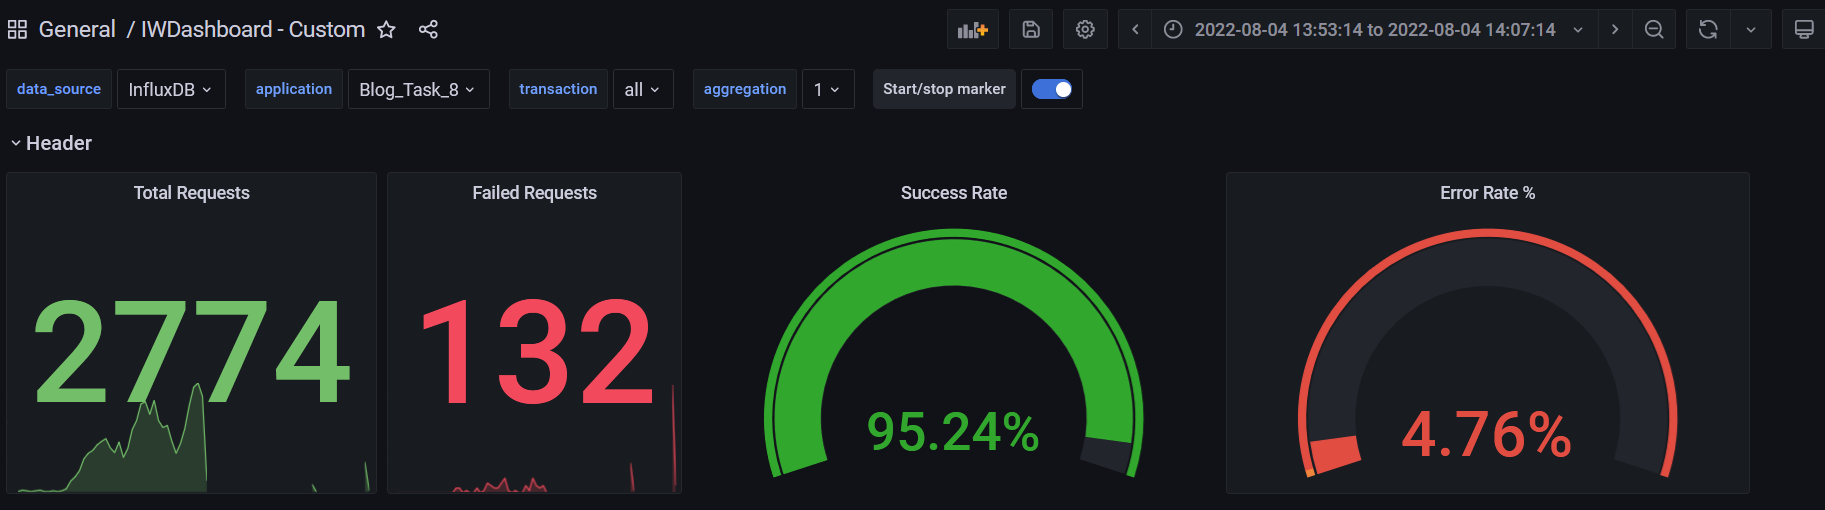 General / IWDashboard - Custom
2022-08-04 13:53:14 to 2022-08-04 14:07:14
data_source InfluxDB application Blog_Task_8 transaction all aggregation 1 Start/stop marker
Header
Total Requests
2774
Failed Requests
132
Success Rate
95.24%
Error Rate %
4.76%